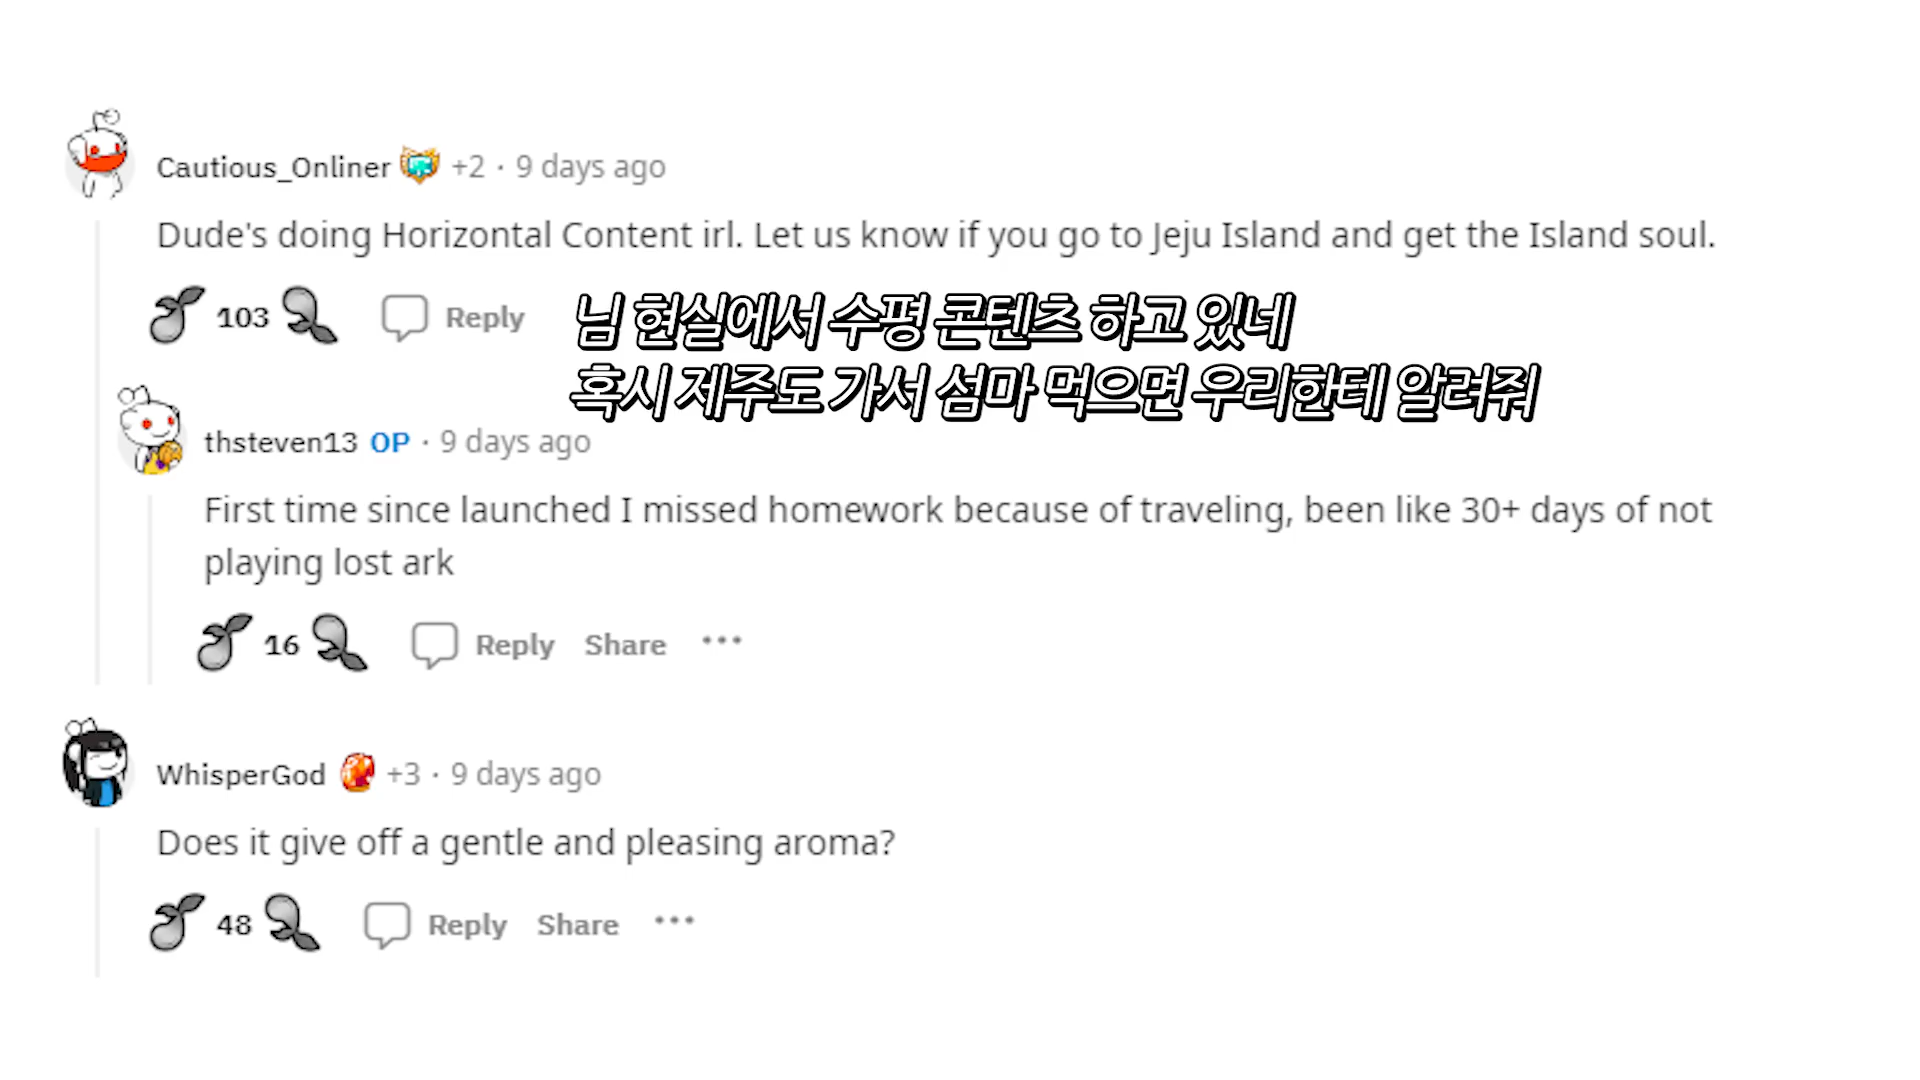 Cautious_Onliner +2 · 9 days ago
Dude's doing Horizontal Content irl. Let us know if you go to Jeju Island and get the Island soul.
103 Reply
님 현실에서 수평 콘텐츠 하고 있네
혹시 제주도 가서 섬마 먹으면 우리한테 알려줘
thsteven13 OP · 9 days ago
First time since launched I missed homework because of traveling, been like 30+ days of not
playing lost ark
16 Reply Share ···
WhisperGod +3 · 9 days ago
Does it give off a gentle and pleasing aroma?
48 Reply Share ···